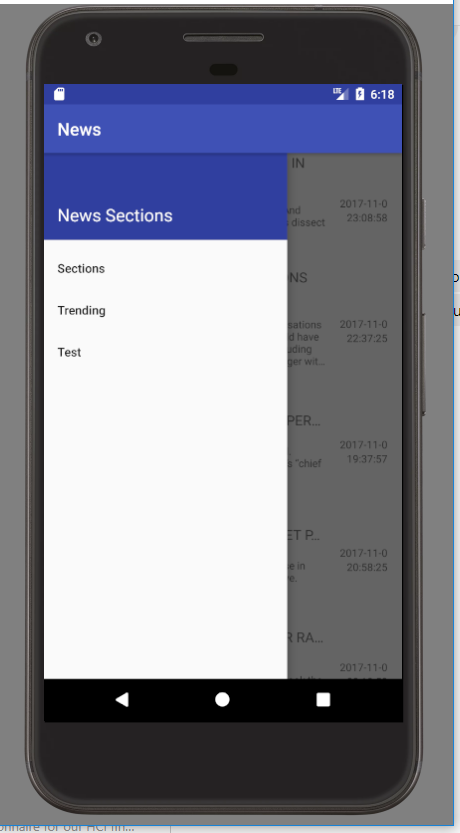 LTE 6:18
News
IN
2017-11-0
And
23:08:58
dissect
News Sections
Sections
NS
Trending
sations
2017-11-0
d have
22:37:25
uding
Test
ger wit...
PER...
2017-11-0
19:37:57
s "chief
ET P...
2017-11-0
e in
20:58:25
R RA...
2017-11-0
onnaire for our HCI fin...